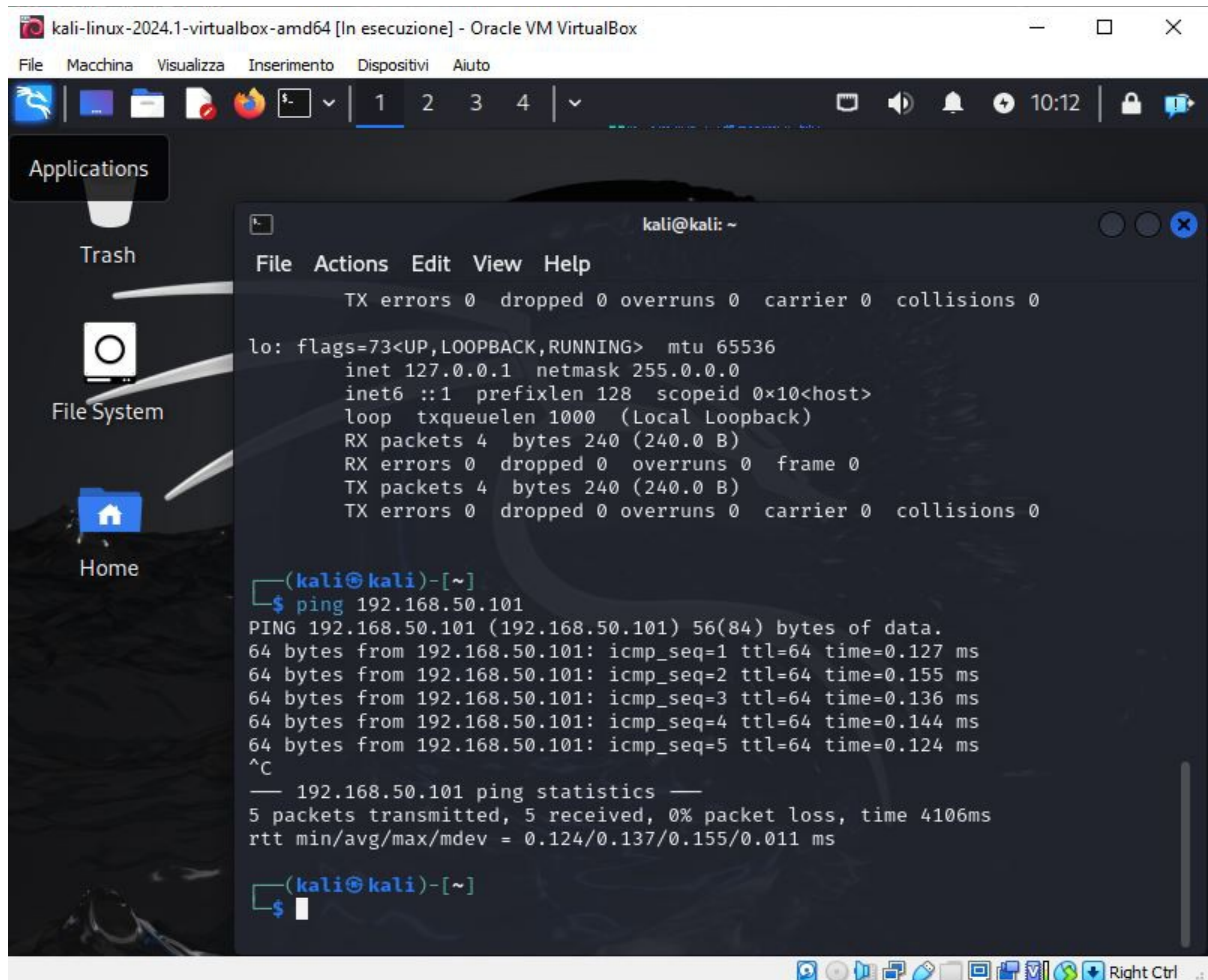 kali-linux-2024.1-virtualbox-amd64 [In esecuzione] - Oracle VM VirtualBox
File Macchina Visualizza Inserimento Dispositivi Aiuto
1 2 3 4 10:12
Applications
Trash
File System
Home
kali@kali: ~
File Actions Edit View Help
TX errors 0 dropped 0 overruns 0 carrier 0 collisions 0
lo: flags=73<UP,LOOPBACK,RUNNING> mtu 65536
inet 127.0.0.1 netmask 255.0.0.0
inet6 ::1 prefixlen 128 scopeid 0×10<host>
loop txqueuelen 1000 (Local Loopback)
RX packets 4 bytes 240 (240.0 B)
RX errors 0 dropped 0 overruns 0 frame 0
TX packets 4 bytes 240 (240.0 B)
TX errors 0 dropped 0 overruns 0 carrier 0 collisions 0
┌──(kali㉿kali)-[~]
└─$ ping 192.168.50.101
PING 192.168.50.101 (192.168.50.101) 56(84) bytes of data.
64 bytes from 192.168.50.101: icmp_seq=1 ttl=64 time=0.127 ms
64 bytes from 192.168.50.101: icmp_seq=2 ttl=64 time=0.155 ms
64 bytes from 192.168.50.101: icmp_seq=3 ttl=64 time=0.136 ms
64 bytes from 192.168.50.101: icmp_seq=4 ttl=64 time=0.144 ms
64 bytes from 192.168.50.101: icmp_seq=5 ttl=64 time=0.124 ms
^C
── 192.168.50.101 ping statistics ──
5 packets transmitted, 5 received, 0% packet loss, time 4106ms
rtt min/avg/max/mdev = 0.124/0.137/0.155/0.011 ms
┌──(kali㉿kali)-[~]
└─$
Right Ctrl